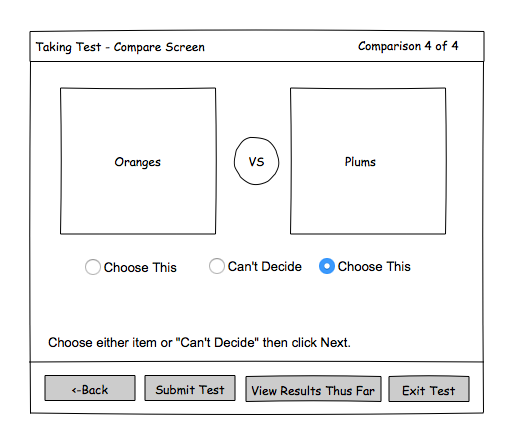 Taking Test - Compare Screen
Comparison 4 of 4
Oranges
VS
Plums
Choose This
Can't Decide
Choose This
Choose either item or "Can't Decide" then click Next.
<-Back
Submit Test
View Results Thus Far
Exit Test